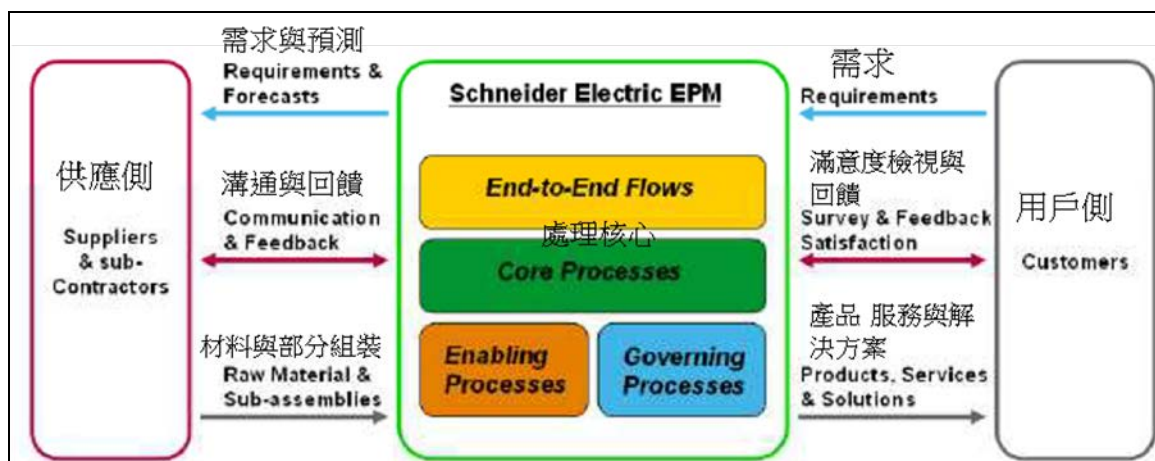 供應側
Suppliers
& sub-
Contractors
需求與預測
Requirements &
Forecasts
溝通與回饋
Communication
& Feedback
材料與部分組裝
Raw Material &
Sub-assemblies
Schneider Electric EPM
End-to-End Flows
處理核心
Core Processes
Enabling
Processes
Governing
Processes
需求
Requirements
滿意度檢視與
回饋
Survey & Feedback
Satisfaction
產品 服務與解
決方案
Products, Services
& Solutions
用戶側
Customers